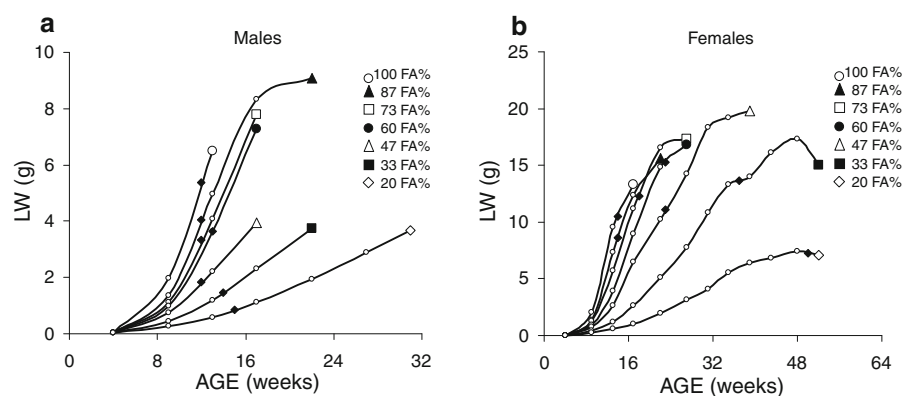 a
Males
10
8
6
4
2
0
LW (g)
0 8 16 24 32
AGE (weeks)
100 FA%
87 FA%
73 FA%
60 FA%
47 FA%
33 FA%
20 FA%
b
Females
25
20
15
10
5
0
LW (g)
0 16 32 48 64
AGE (weeks)
100 FA%
87 FA%
73 FA%
60 FA%
47 FA%
33 FA%
20 FA%